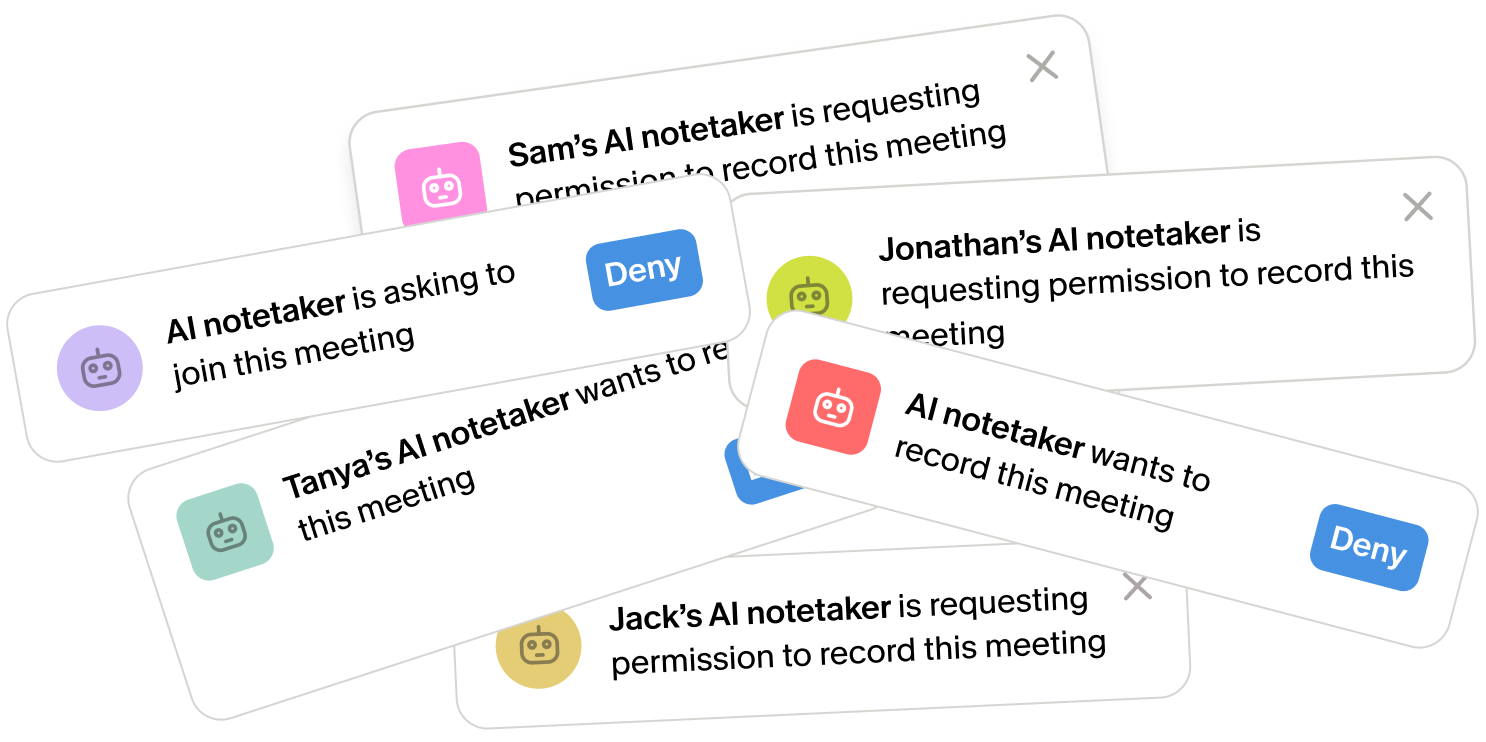 Sam’s AI notetaker is requesting
permission to record this meeting
AI notetaker is asking to
join this meeting
Deny
Jonathan’s AI notetaker is
requesting permission to record this
meeting
Tanya’s AI notetaker wants to
this meeting
AI notetaker wants to
record this meeting
Deny
Jack’s AI notetaker is requesting
permission to record this meeting